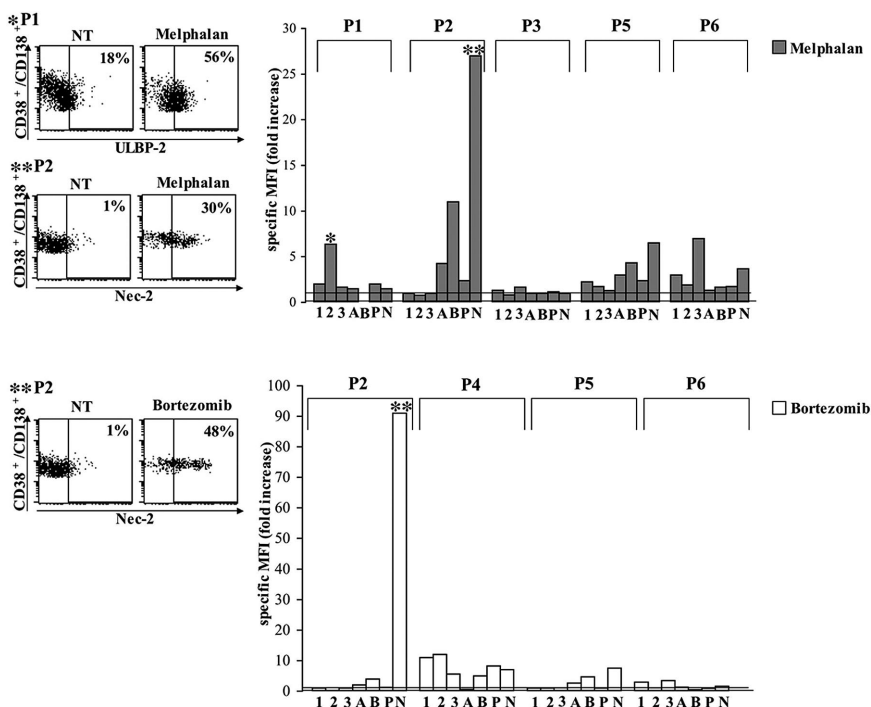 *P1
NT Melphalan
18% 56%
CD38⁺/CD138⁺
ULBP-2
**P2
NT Melphalan
1% 30%
CD38⁺/CD138⁺
Nec-2
P1 P2 P3 P5 P6
Melphalan
specific MFI (fold increase)
30
25
20
15
10
5
0
*
**
1 2 3 A B P N 1 2 3 A B P N 1 2 3 A B P N 1 2 3 A B P N 1 2 3 A B P N
**P2
NT Bortezomib
1% 48%
CD38⁺/CD138⁺
Nec-2
P2 P4 P5 P6
Bortezomib
specific MFI (fold increase)
100
90
80
70
60
50
40
30
20
10
0
**
1 2 3 A B P N 1 2 3 A B P N 1 2 3 A B P N 1 2 3 A B P N